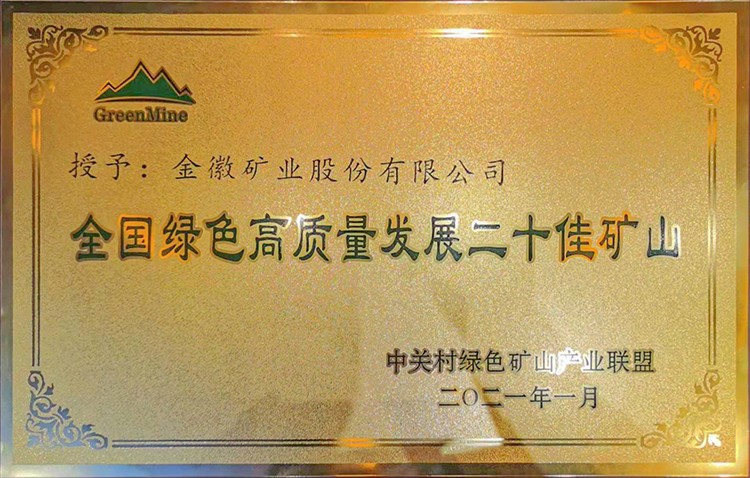 GreenMine
授予：金徽矿业股份有限公司
全国绿色高质量发展二十佳矿山
中关村绿色矿山产业联盟
二〇二一年一月